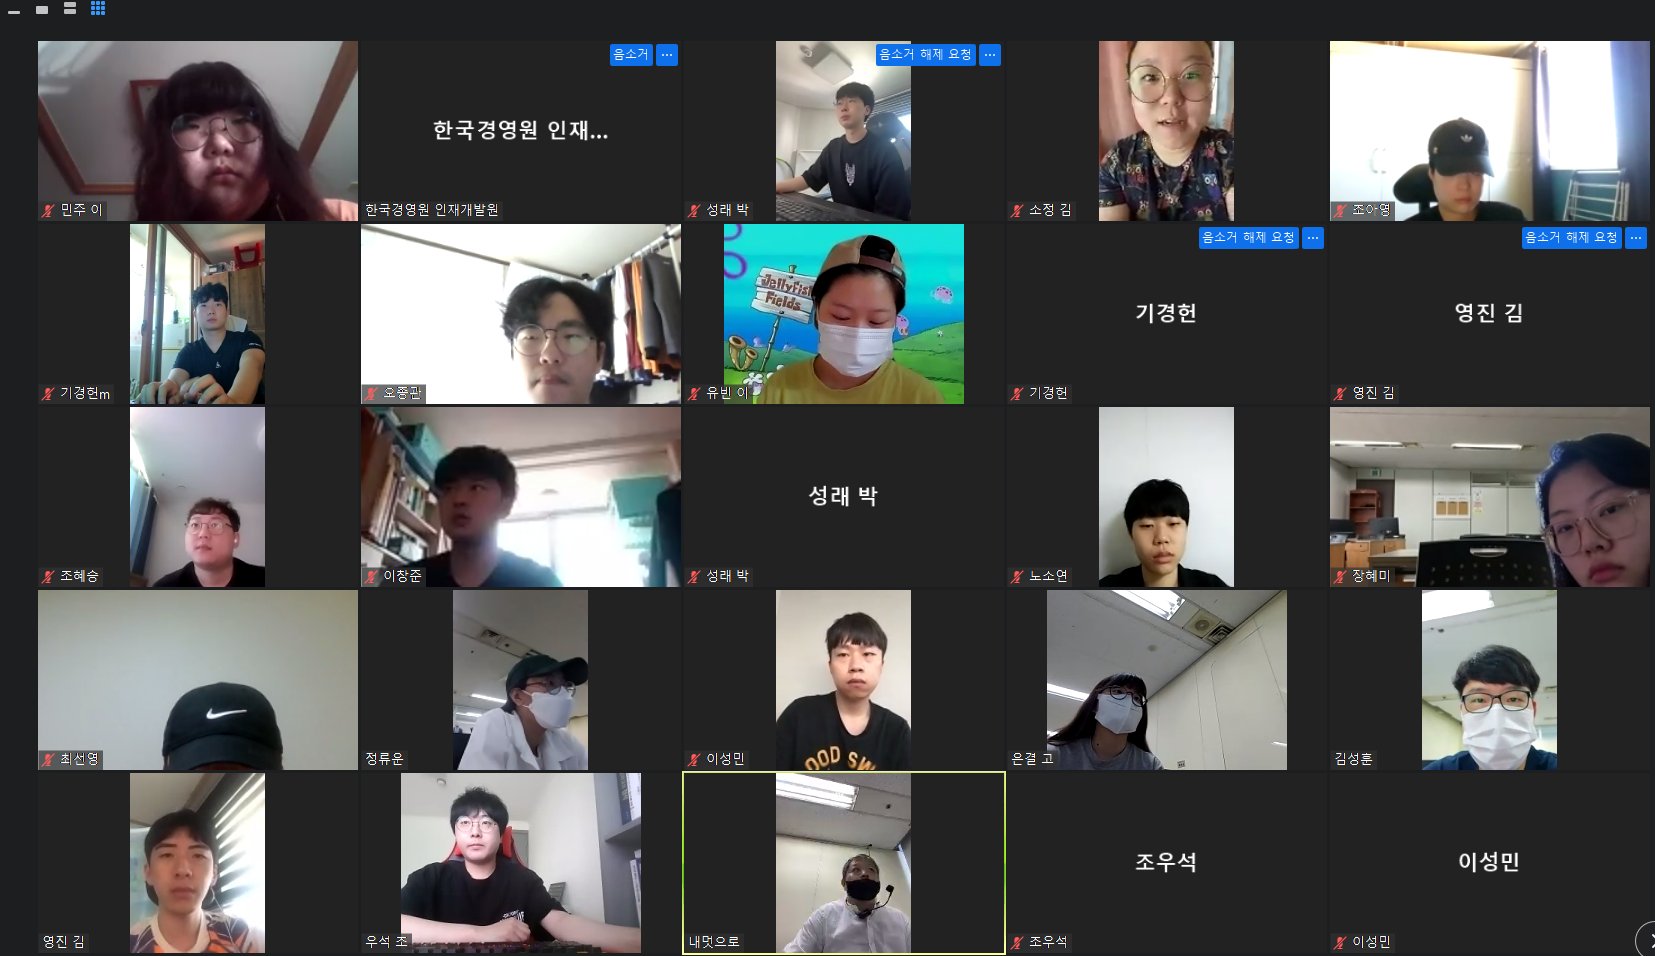 음소거 ···
음소거 해제 요청 ···
한국경영원 인재...
민주 이
한국경영원 인재개발원
성래 박
소정 김
조아영
음소거 해제 요청 ···
음소거 해제 요청 ···
Jellyfish
Fields
기경헌
영진 김
기경헌m
오종관
유빈 이
기경헌
영진 김
성래 박
조혜승
이창준
성래 박
노소연
장혜미
OOD SW
최선영
정류운
이성민
은결 고
김성훈
조우석
이성민
영진 김
우석 조
내멋으로
조우석
이성민